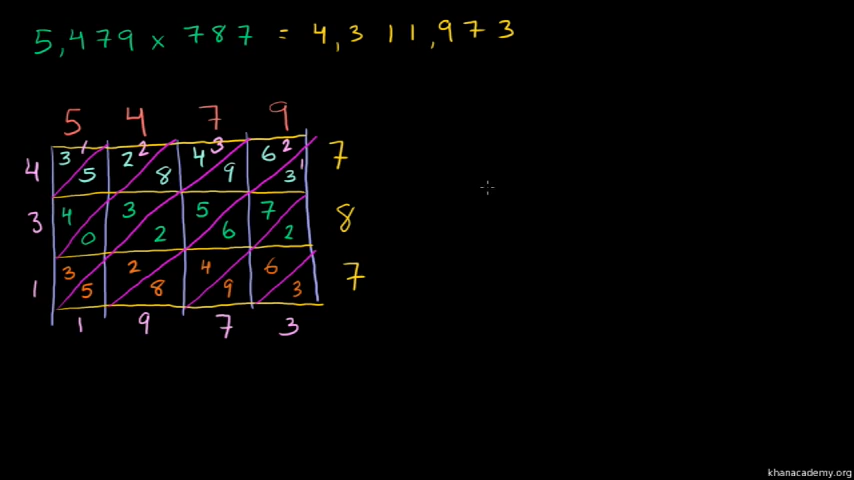 5,479 × 787 = 4,311,973
5 4 7 9
1 2 3 2
4 3 2 4 6 7
5 8 9 3 1
3 4 3 5 7 8
0 2 6 2
1 3 2 4 6 7
5 8 9 3
1 9 7 3
khanacademy.org